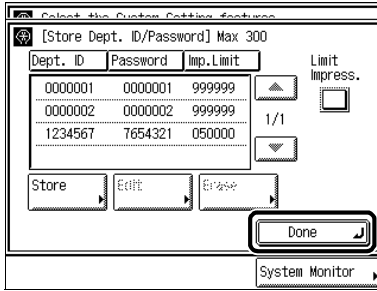 Select the Custom Setting features
[Store Dept. ID/Password] Max 300
Dept. ID Password Imp.Limit
Limit Impress.
0000001 0000001 999999
0000002 0000002 999999
1/1
1234567 7654321 050000
Store Edit Erase
Done
System Monitor